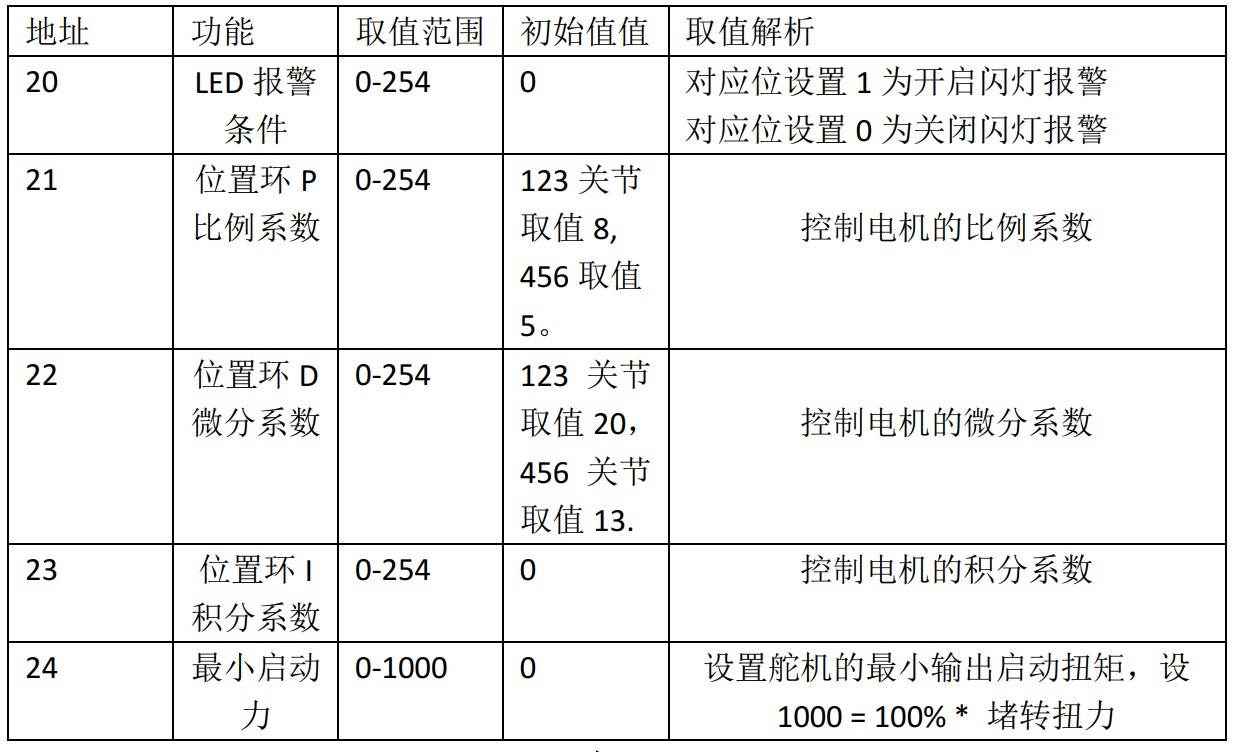 地址 功能 取值范围 初始值值 取值解析
20 LED 报警 0-254 0 对应位设置 1 为开启闪灯报警
条件 对应位设置 0 为关闭闪灯报警
21 位置环 P 0-254 123 关节
比例系数 取值 8, 控制电机的比例系数
456 取值
5。
22 位置环 D 0-254 123 关节
微分系数 取值 20， 控制电机的微分系数
456 关节
取值 13.
23 位置环 I 0-254 0 控制电机的积分系数
积分系数
24 最小启动 0-1000 0 设置舵机的最小输出启动扭矩，设
力 1000 = 100% * 堵转扭力